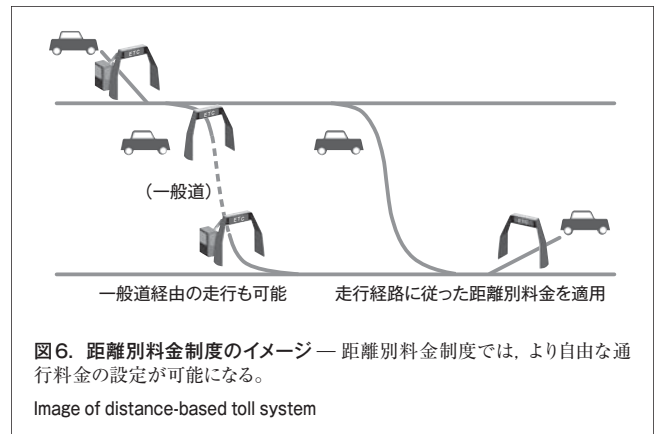 ETC
ETC
(一般道)
ETC
ETC
一般道経由の走行も可能
走行経路に従った距離別料金を適用
図6. 距離別料金制度のイメージ — 距離別料金制度では，より自由な通
行料金の設定が可能になる。
Image of distance-based toll system